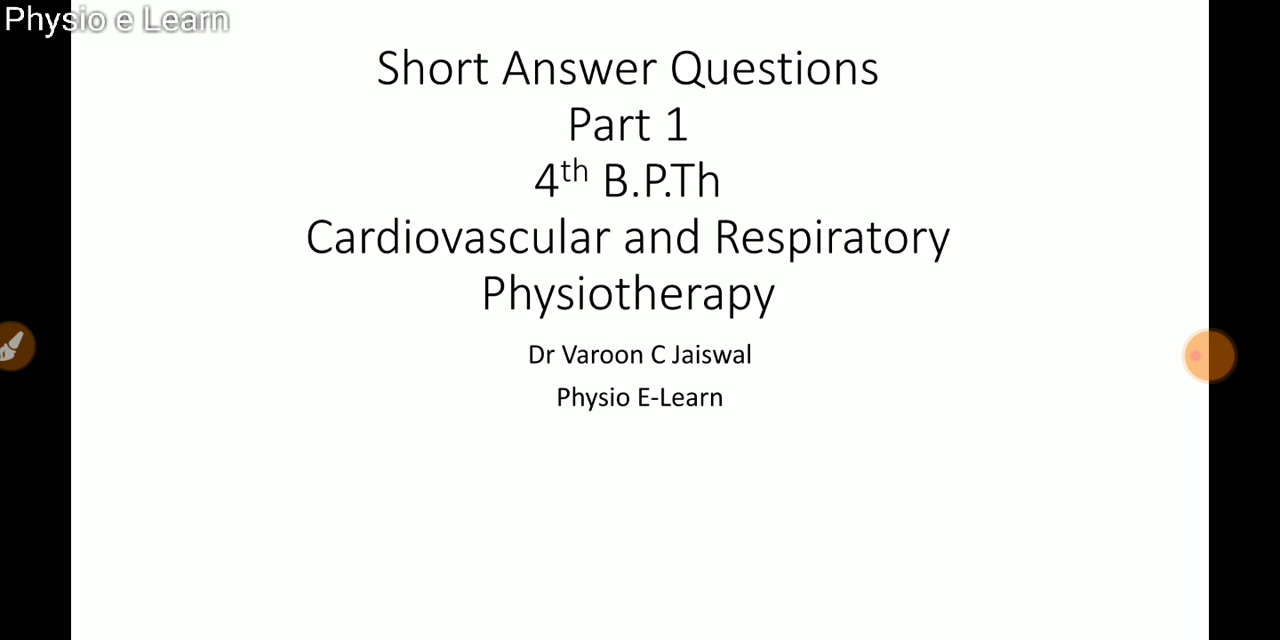 Physio e Learn
Short Answer Questions
Part 1
4th B.P.Th
Cardiovascular and Respiratory
Physiotherapy
Dr Varoon C Jaiswal
Physio E-Learn